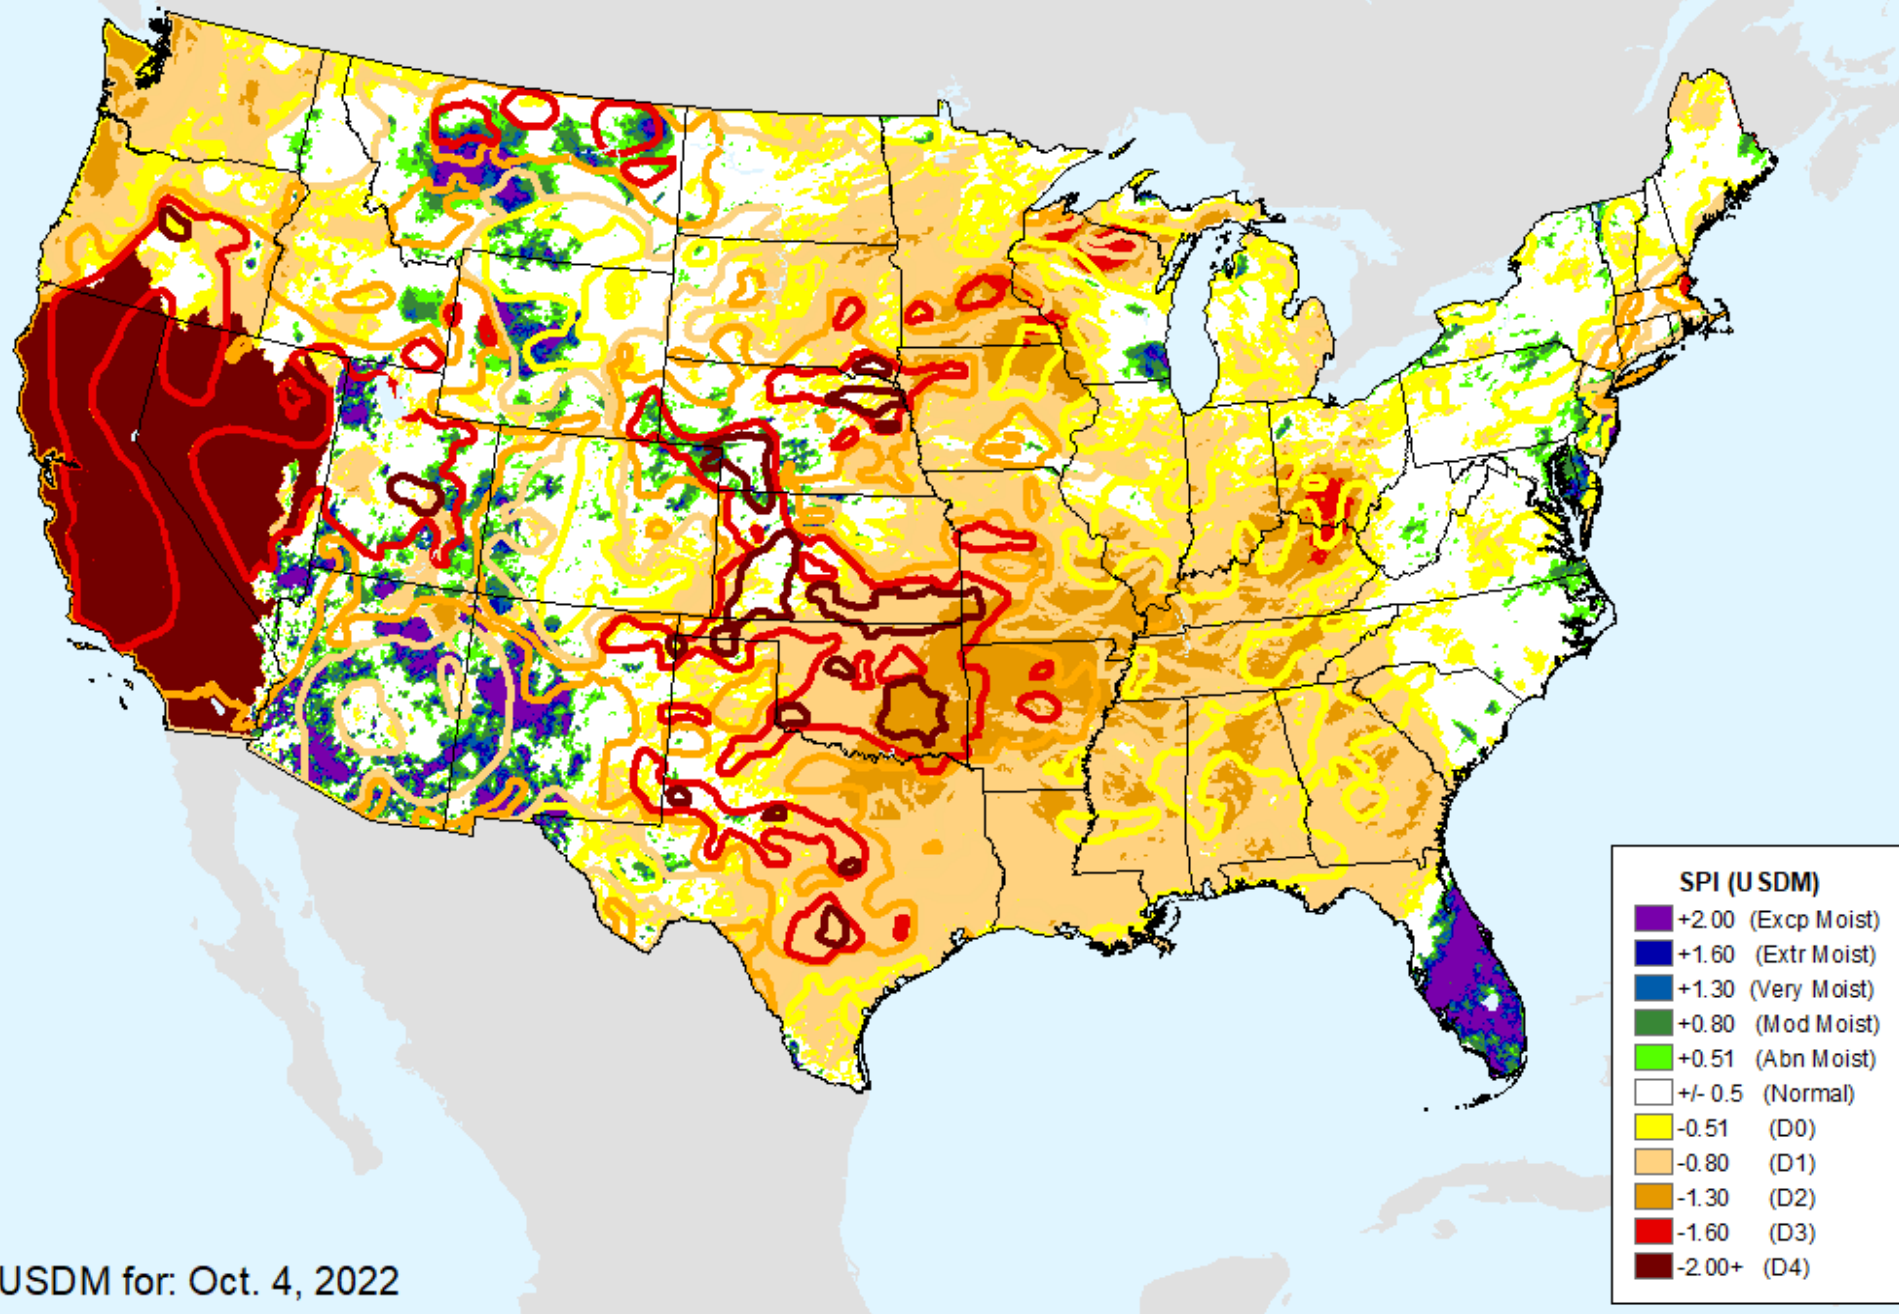 SPI (USDM)
+2.00 (Excp Moist)
+1.60 (Extr Moist)
+1.30 (Very Moist)
+0.80 (Mod Moist)
+0.51 (Abn Moist)
+/- 0.5 (Normal)
-0.51 (D0)
-0.80 (D1)
-1.30 (D2)
-1.60 (D3)
-2.00+ (D4)
USDM for: Oct. 4, 2022